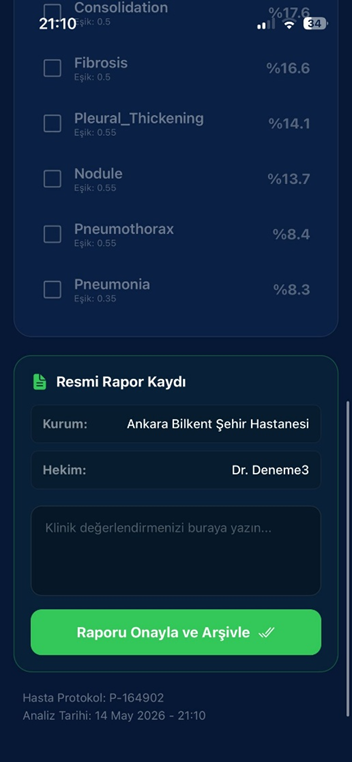 Consolidation
%17.6
21:10
34
Eşik: 0.5
Fibrosis
%16.6
Eşik: 0.5
Pleural_Thickening
%14.1
Eşik: 0.55
Nodule
%13.7
Eşik: 0.55
Pneumothorax
%8.4
Eşik: 0.55
Pneumonia
%8.3
Eşik: 0.35
Resmi Rapor Kaydı
Kurum: Ankara Bilkent Şehir Hastanesi
Hekim: Dr. Deneme3
Klinik değerlendirmenizi buraya yazın...
Raporu Onayla ve Arşivle
Hasta Protokol: P-164902
Analiz Tarihi: 14 May 2026 - 21:10